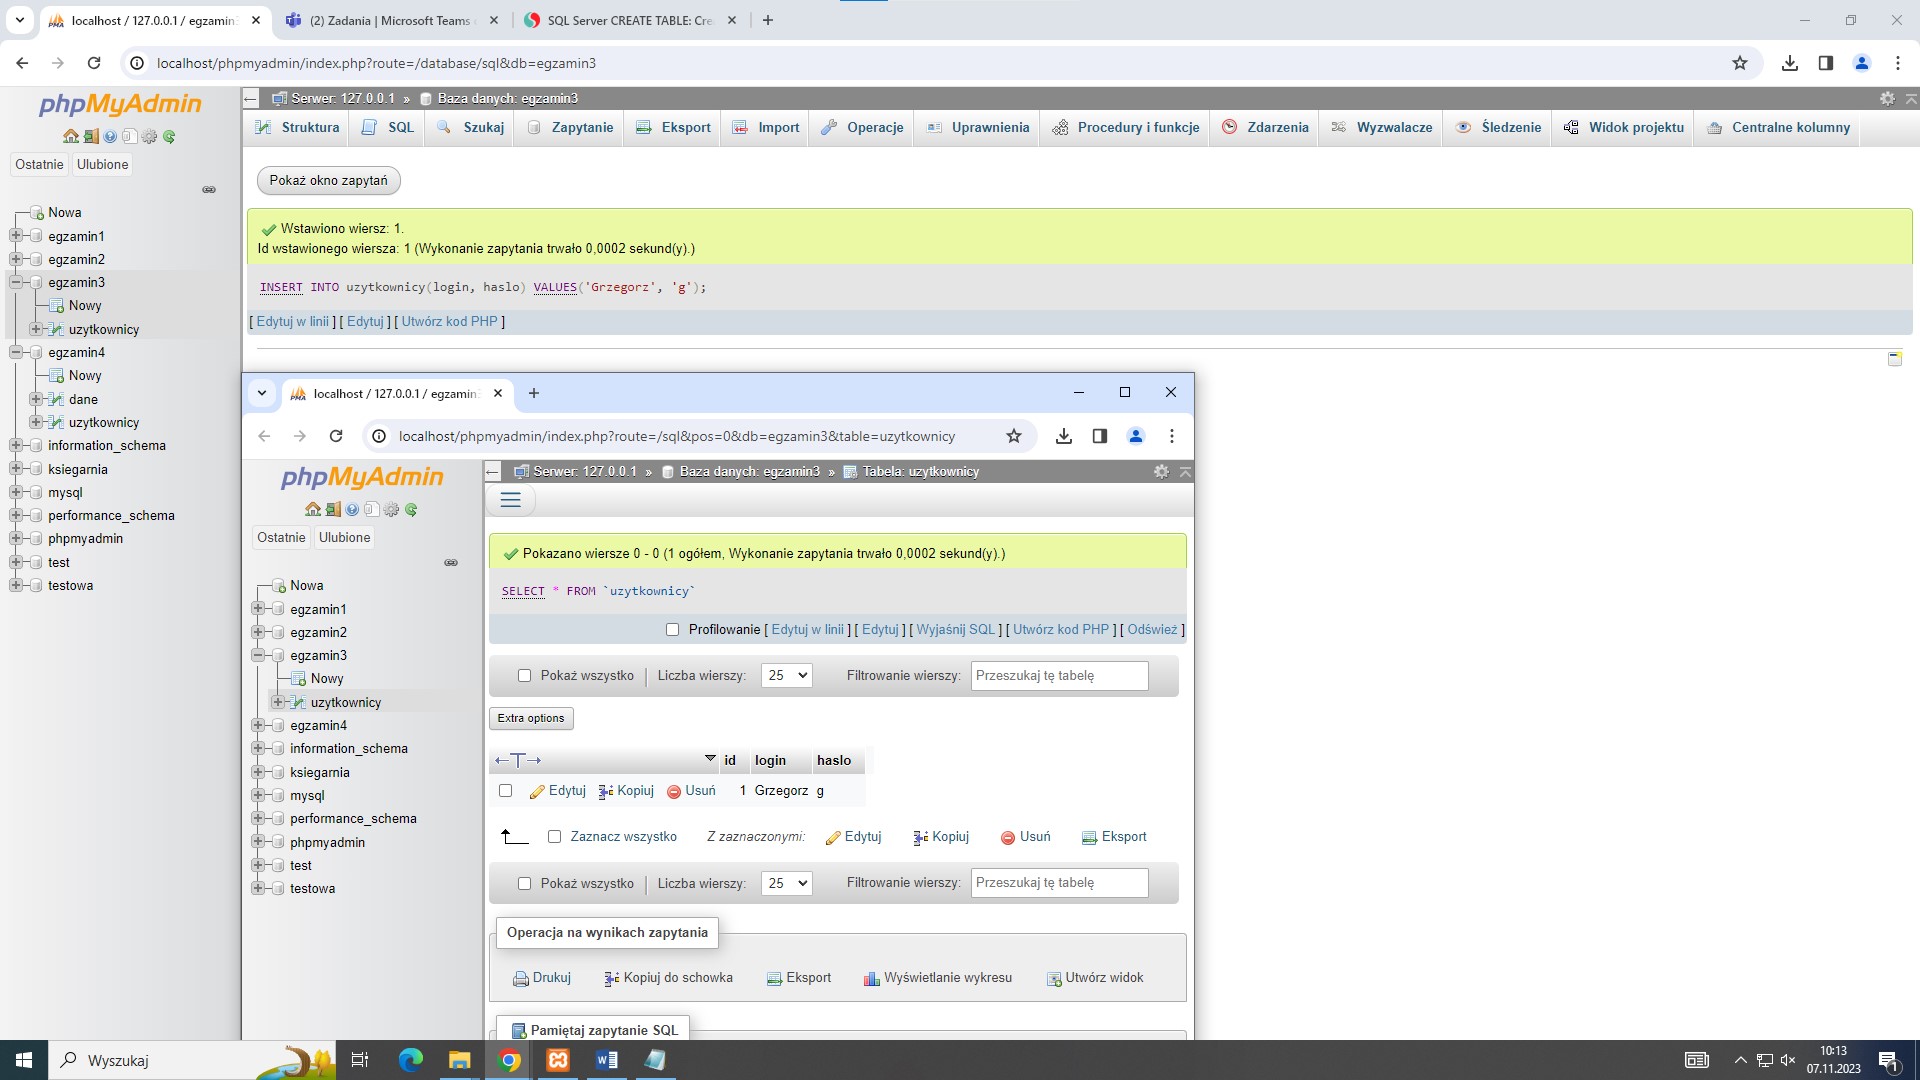 localhost / 127.0.0.1 / egzamin3
(2) Zadania | Microsoft Teams
SQL Server CREATE TABLE: Cre
localhost/phpmyadmin/index.php?route=/database/sql&db=egzamin3
phpMyAdmin
Ostatnie
Ulubione
Nowa
egzamin1
egzamin2
egzamin3
Nowy
uzytkownicy
egzamin4
Nowy
dane
uzytkownicy
information_schema
ksiegarnia
mysql
performance_schema
phpmyadmin
test
testowa
Serwer: 127.0.0.1 » Baza danych: egzamin3
Struktura
SQL
Szukaj
Zapytanie
Eksport
Import
Operacje
Uprawnienia
Procedury i funkcje
Zdarzenia
Wyzwalacze
Śledzenie
Widok projektu
Centralne kolumny
Pokaż okno zapytań
Wstawiono wiersz: 1.
Id wstawionego wiersza: 1 (Wykonanie zapytania trwało 0,0002 sekund(y).)
INSERT INTO uzytkownicy(login, haslo) VALUES('Grzegorz', 'g');
[ Edytuj w linii ] [ Edytuj ] [ Utwórz kod PHP ]
localhost / 127.0.0.1 / egzamin3
localhost/phpmyadmin/index.php?route=/sql&pos=0&db=egzamin3&table=uzytkownicy
phpMyAdmin
Ostatnie
Ulubione
Nowa
egzamin1
egzamin2
egzamin3
Nowy
uzytkownicy
egzamin4
information_schema
ksiegarnia
mysql
performance_schema
phpmyadmin
test
testowa
Serwer: 127.0.0.1 » Baza danych: egzamin3 » Tabela: uzytkownicy
Pokazano wiersze 0 - 0 (1 ogółem, Wykonanie zapytania trwało 0,0002 sekund(y).)
SELECT * FROM `uzytkownicy`
Profilowanie [ Edytuj w linii ] [ Edytuj ] [ Wyjaśnij SQL ] [ Utwórz kod PHP ] [ Odśwież ]
Pokaż wszystko | Liczba wierszy: 25 Filtrowanie wierszy: Przeszukaj tę tabelę
Extra options
←T→ id login haslo
Edytuj Kopiuj Usuń 1 Grzegorz g
Zaznacz wszystko Z zaznaczonymi: Edytuj Kopiuj Usuń Eksport
Pokaż wszystko | Liczba wierszy: 25 Filtrowanie wierszy: Przeszukaj tę tabelę
Operacja na wynikach zapytania
Drukuj Kopiuj do schowka Eksport Wyświetlanie wykresu Utwórz widok
Pamiętaj zapytanie SQL
Wyszukaj
10:13
07.11.2023
1